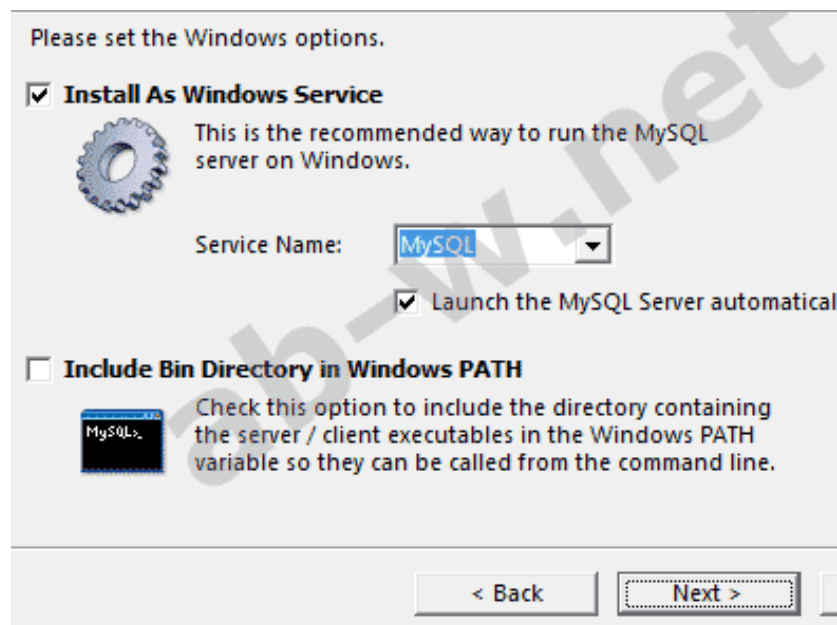 Please set the Windows options.
Install As Windows Service
This is the recommended way to run the MySQL
server on Windows.
Service Name:
MySQL
Launch the MySQL Server automatical
Include Bin Directory in Windows PATH
Check this option to include the directory containing
the server / client executables in the Windows PATH
variable so they can be called from the command line.
MySQL>_
< Back
Next >
ab-w.net